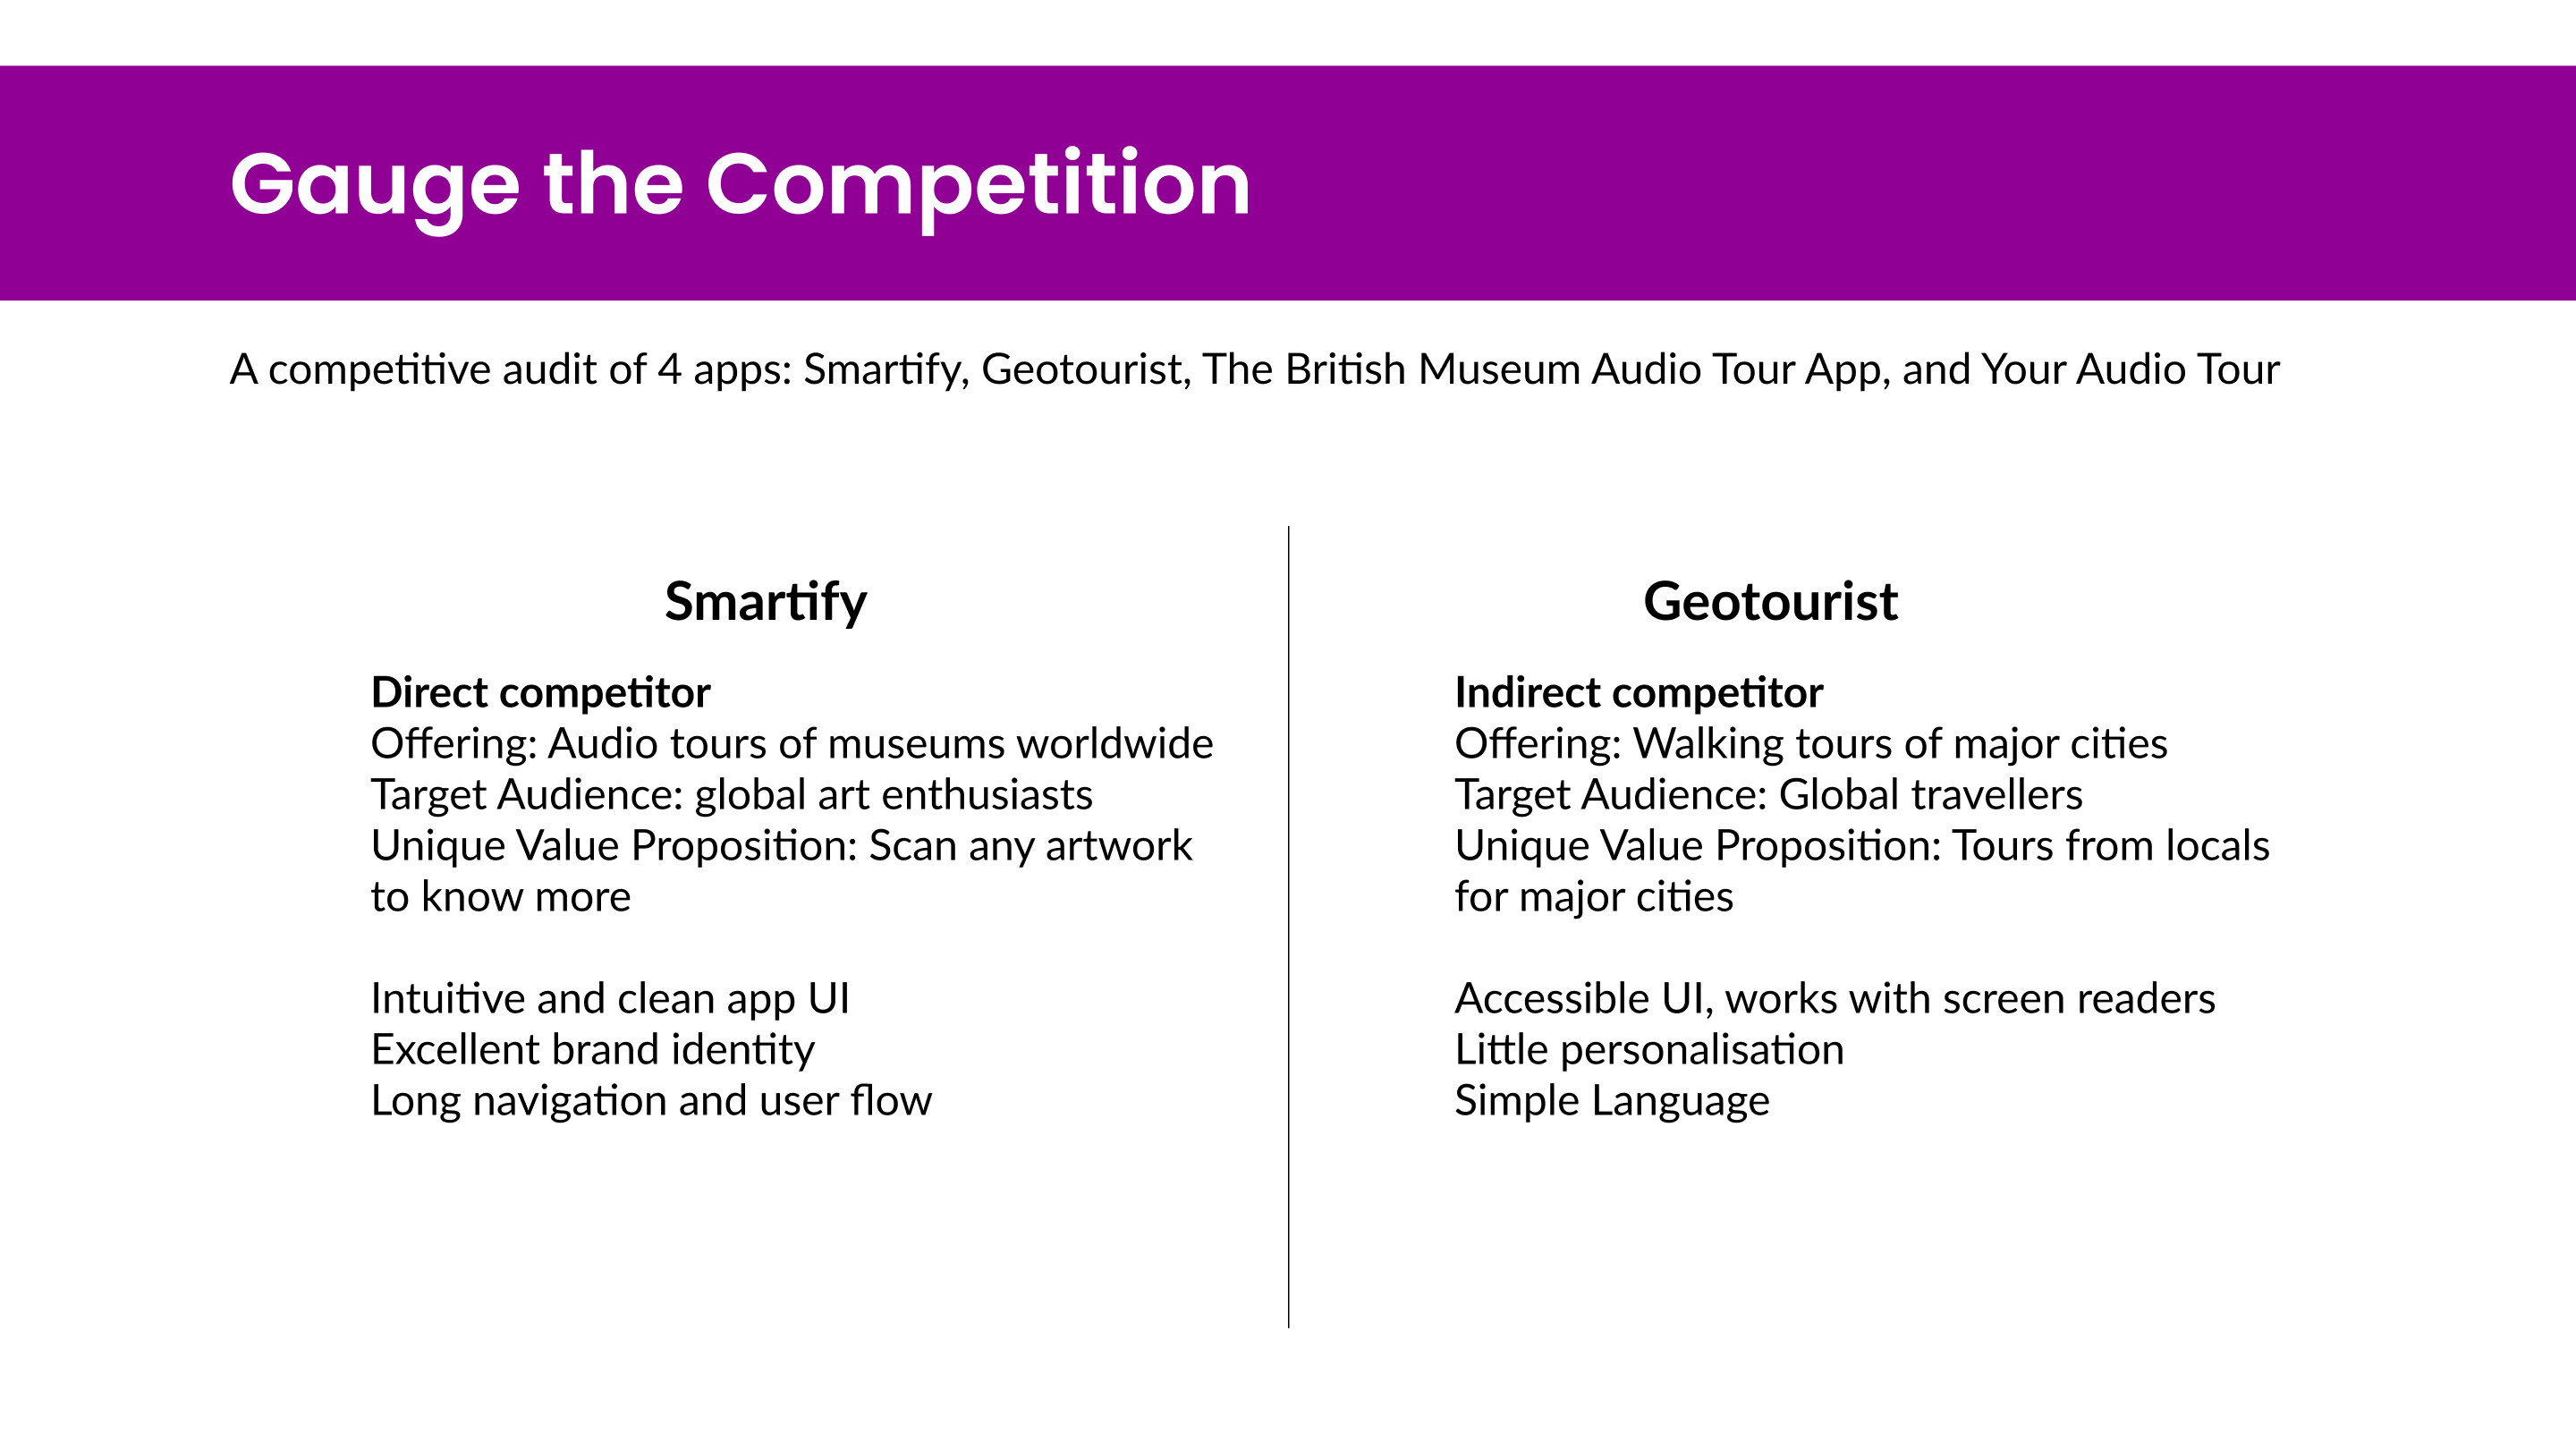 Gauge the Competition
A competitive audit of 4 apps: Smartify, Geotourist, The British Museum Audio Tour App, and Your Audio Tour
Smartify
Direct competitor
Offering: Audio tours of museums worldwide
Target Audience: global art enthusiasts
Unique Value Proposition: Scan any artwork
to know more
Intuitive and clean app UI
Excellent brand identity
Long navigation and user flow
Geotourist
Indirect competitor
Offering: Walking tours of major cities
Target Audience: Global travellers
Unique Value Proposition: Tours from locals
for major cities
Accessible UI, works with screen readers
Little personalisation
Simple Language